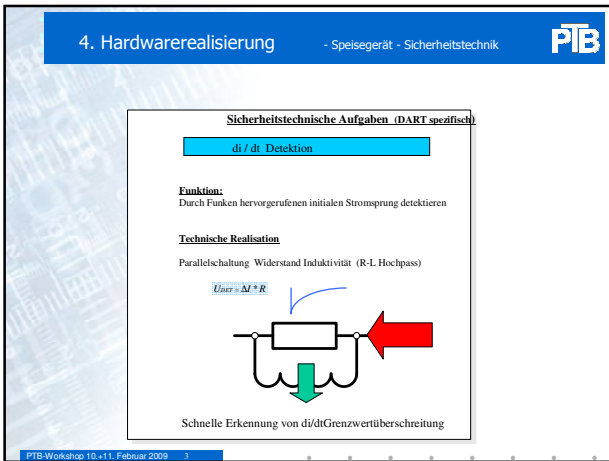 4. Hardwarerealisierung - Speisegerät - Sicherheitstechnik
PTB
Sicherheitstechnische Aufgaben (DART spezifisch)
di / dt Detektion
Funktion:
Durch Funken hervorgerufenen initialen Stromsprung detektieren
Technische Realisation
Parallelschaltung Widerstand Induktivität (R-L Hochpass)
UDET = ΔI * R
Schnelle Erkennung von di/dtGrenzwertüberschreitung
PTB-Workshop 10.+11. Februar 2009 3